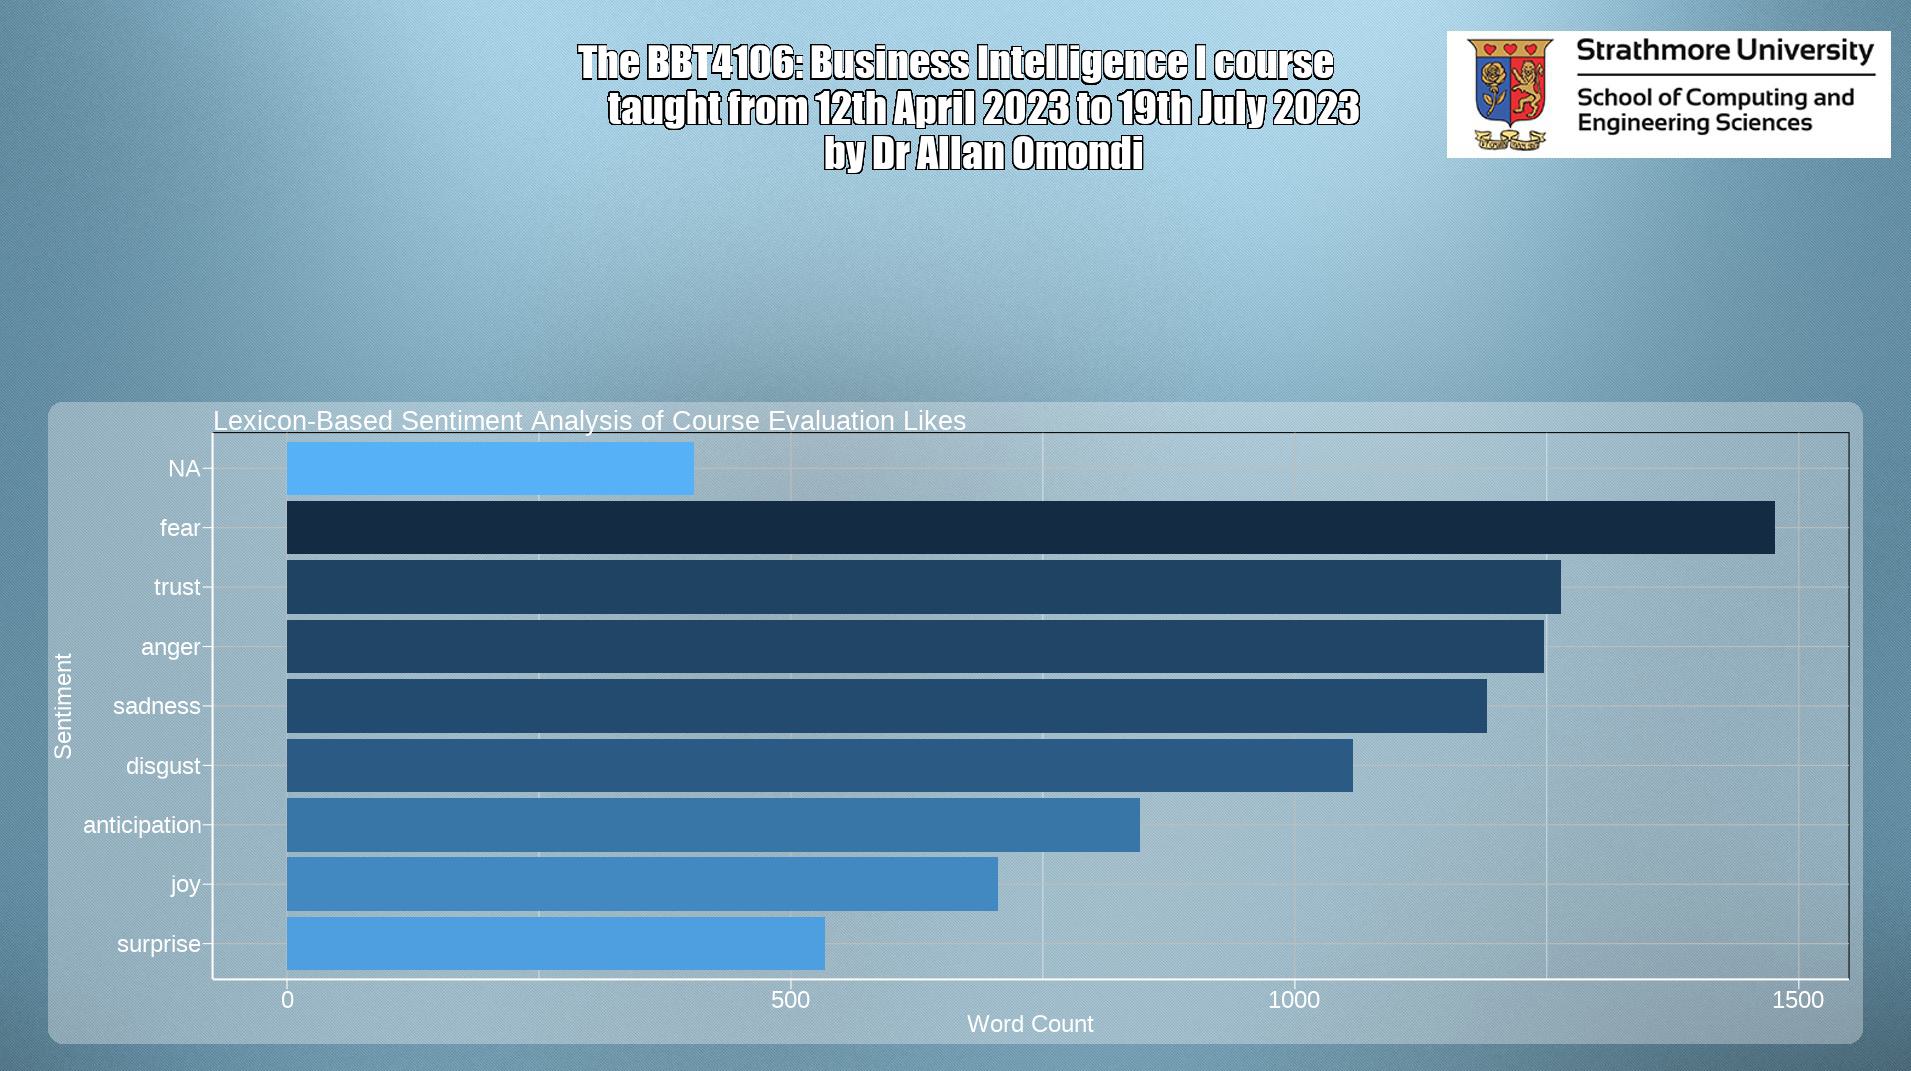 The BBT4106: Business Intelligence I course
taught from 12th April 2023 to 19th July 2023
by Dr Allan Omondi
Strathmore University
School of Computing and
Engineering Sciences
Lexicon-Based Sentiment Analysis of Course Evaluation Likes
NA
fear
trust
anger
sadness
disgust
anticipation
joy
surprise
Sentiment
0 500 1000 1500
Word Count